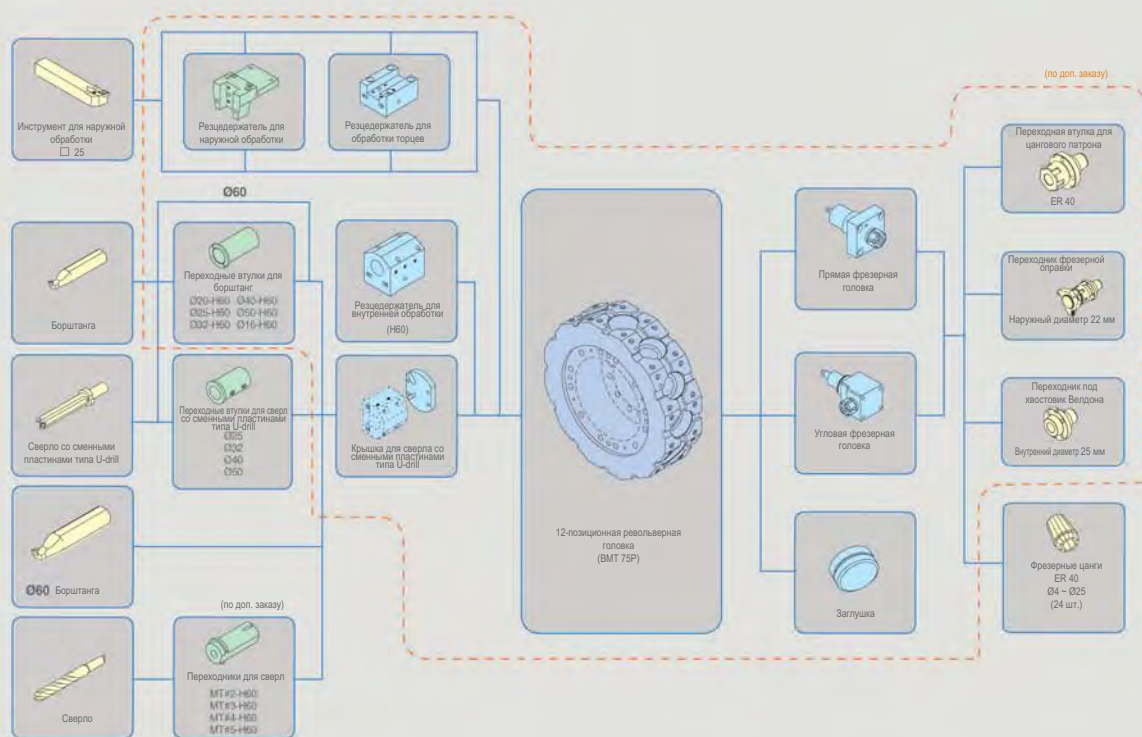 (по доп. заказу)
Инструмент для наружной
обработки
□ 25
Резцедержатель для
наружной обработки
Резцедержатель для
обработки торцев
Переходная втулка для
цангового патрона
ER 40
Ø60
Борштанга
Переходные втулки для
борштанг
Ø20-H60 Ø40-H60
Ø25-H60 Ø50-H60
Ø32-H60 Ø16-H60
Резцедержатель для
внутренней обработки
(H60)
Прямая фрезерная
головка
Переходник фрезерной
оправки
Наружный диаметр 22 мм
Сверло со сменными
пластинами типа U-drill
Переходные втулки для сверл
со сменными пластинами
типа U-drill
Ø25
Ø32
Ø40
Ø50
Крышка для сверла со
сменными пластинами
типа U-drill
12-позиционная револьверная
головка
(BMT 75P)
Угловая фрезерная
головка
Переходник под
хвостовик Велдона
Внутренний диаметр 25 мм
Ø60 Борштанга
Заглушка
Фрезерные цанги
ER 40
Ø4 ~ Ø25
(24 шт.)
(по доп. заказу)
Сверло
Переходники для сверл
MT#2-H60
MT#3-H60
MT#4-H60
MT#5-H60